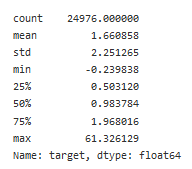 count 24976.000000
mean 1.660858
std 2.251265
min -0.239838
25% 0.503120
50% 0.983784
75% 1.968016
max 61.326129
Name: target, dtype: float64